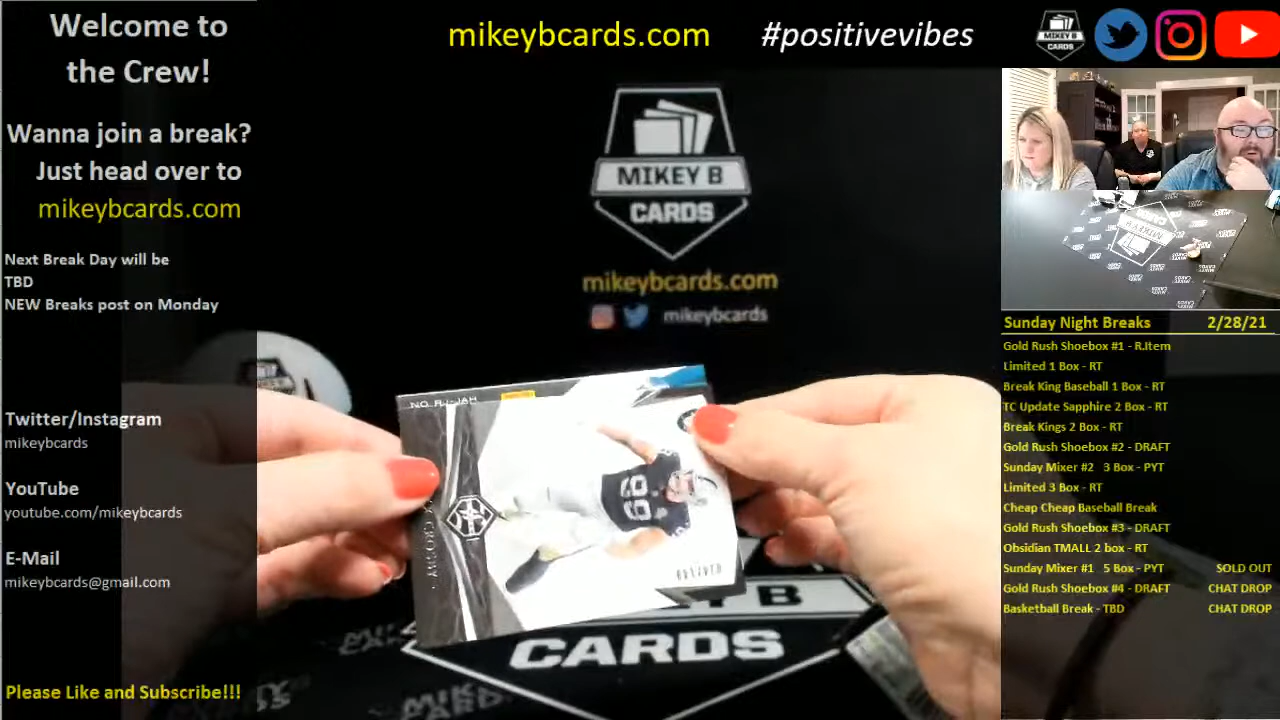 Welcome to
the Crew!
Wanna join a break?
Just head over to
mikeybcards.com
Next Break Day will be
TBD
NEW Breaks post on Monday
Twitter/Instagram
mikeybcards
YouTube
youtube.com/mikeybcards
E-Mail
mikeybcards@gmail.com
Please Like and Subscribe!!!
mikeybcards.com #positivevibes
MIKEY B
CARDS
MIKEY B
CARDS
mikeybcards.com
mikeybcards
CROSBY
99
CARDS
Sunday Night Breaks 2/28/21
Gold Rush Shoebox #1 - R.Item
Limited 1 Box - RT
Break King Baseball 1 Box - RT
TC Update Sapphire 2 Box - RT
Break Kings 2 Box - RT
Gold Rush Shoebox #2 - DRAFT
Sunday Mixer #2 3 Box - PYT
Limited 3 Box - RT
Cheap Cheap Baseball Break
Gold Rush Shoebox #3 - DRAFT
Obsidian TMALL 2 box - RT
Sunday Mixer #1 5 Box - PYT SOLD OUT
Gold Rush Shoebox #4 - DRAFT CHAT DROP
Basketball Break - TBD CHAT DROP